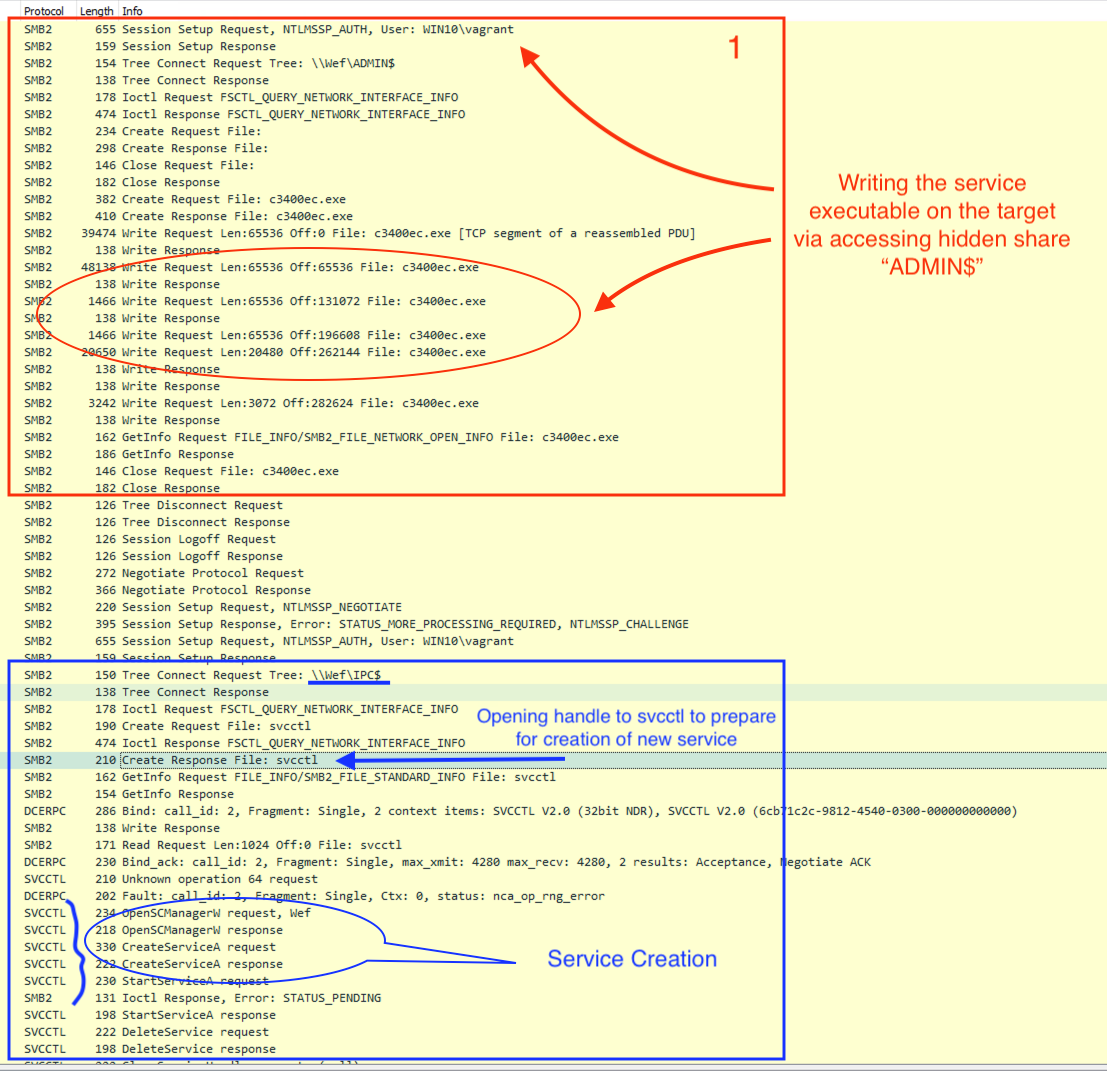 Protocol Length Info
SMB2 655 Session Setup Request, NTLMSSP_AUTH, User: WIN10\vagrant
SMB2 159 Session Setup Response
SMB2 154 Tree Connect Request Tree: \\Wef\ADMIN$
SMB2 138 Tree Connect Response
SMB2 178 Ioctl Request FSCTL_QUERY_NETWORK_INTERFACE_INFO
SMB2 474 Ioctl Response FSCTL_QUERY_NETWORK_INTERFACE_INFO
SMB2 234 Create Request File:
SMB2 298 Create Response File:
SMB2 146 Close Request File:
SMB2 182 Close Response
SMB2 382 Create Request File: c3400ec.exe
SMB2 410 Create Response File: c3400ec.exe
SMB2 39474 Write Request Len:65536 Off:0 File: c3400ec.exe [TCP segment of a reassembled PDU]
SMB2 138 Write Response
SMB2 48138 Write Request Len:65536 Off:65536 File: c3400ec.exe
SMB2 138 Write Response
SMB2 1466 Write Request Len:65536 Off:131072 File: c3400ec.exe
SMB2 138 Write Response
SMB2 1466 Write Request Len:65536 Off:196608 File: c3400ec.exe
SMB2 20650 Write Request Len:20480 Off:262144 File: c3400ec.exe
SMB2 138 Write Response
SMB2 138 Write Response
SMB2 3242 Write Request Len:3072 Off:282624 File: c3400ec.exe
SMB2 138 Write Response
SMB2 162 GetInfo Request FILE_INFO/SMB2_FILE_NETWORK_OPEN_INFO File: c3400ec.exe
SMB2 186 GetInfo Response
SMB2 146 Close Request File: c3400ec.exe
SMB2 182 Close Response
1
Writing the service
executable on the target
via accessing hidden share
“ADMIN$”
SMB2 126 Tree Disconnect Request
SMB2 126 Tree Disconnect Response
SMB2 126 Session Logoff Request
SMB2 126 Session Logoff Response
SMB2 272 Negotiate Protocol Request
SMB2 366 Negotiate Protocol Response
SMB2 220 Session Setup Request, NTLMSSP_NEGOTIATE
SMB2 395 Session Setup Response, Error: STATUS_MORE_PROCESSING_REQUIRED, NTLMSSP_CHALLENGE
SMB2 655 Session Setup Request, NTLMSSP_AUTH, User: WIN10\vagrant
SMB2 159 Session Setup Response
SMB2 150 Tree Connect Request Tree: \\Wef\IPC$
SMB2 138 Tree Connect Response
SMB2 178 Ioctl Request FSCTL_QUERY_NETWORK_INTERFACE_INFO
SMB2 190 Create Request File: svcctl
SMB2 474 Ioctl Response FSCTL_QUERY_NETWORK_INTERFACE_INFO
SMB2 210 Create Response File: svcctl
Opening handle to svcctl to prepare
for creation of new service
SMB2 162 GetInfo Request FILE_INFO/SMB2_FILE_STANDARD_INFO File: svcctl
SMB2 154 GetInfo Response
DCERPC 286 Bind: call_id: 2, Fragment: Single, 2 context items: SVCCTL V2.0 (32bit NDR), SVCCTL V2.0 (6cb71c2c-9812-4540-0300-000000000000)
SMB2 138 Write Response
SMB2 171 Read Request Len:1024 Off:0 File: svcctl
DCERPC 230 Bind_ack: call_id: 2, Fragment: Single, max_xmit: 4280 max_recv: 4280, 2 results: Acceptance, Negotiate ACK
SVCCTL 210 Unknown operation 64 request
DCERPC 202 Fault: call_id: 2, Fragment: Single, Ctx: 0, status: nca_op_rng_error
SVCCTL 234 OpenSCManagerW request, Wef
SVCCTL 218 OpenSCManagerW response
SVCCTL 330 CreateServiceA request
SVCCTL 222 CreateServiceA response
SVCCTL 230 StartServiceA request
Service Creation
SMB2 131 Ioctl Response, Error: STATUS_PENDING
SVCCTL 198 StartServiceA response
SVCCTL 222 DeleteService request
SVCCTL 198 DeleteService response